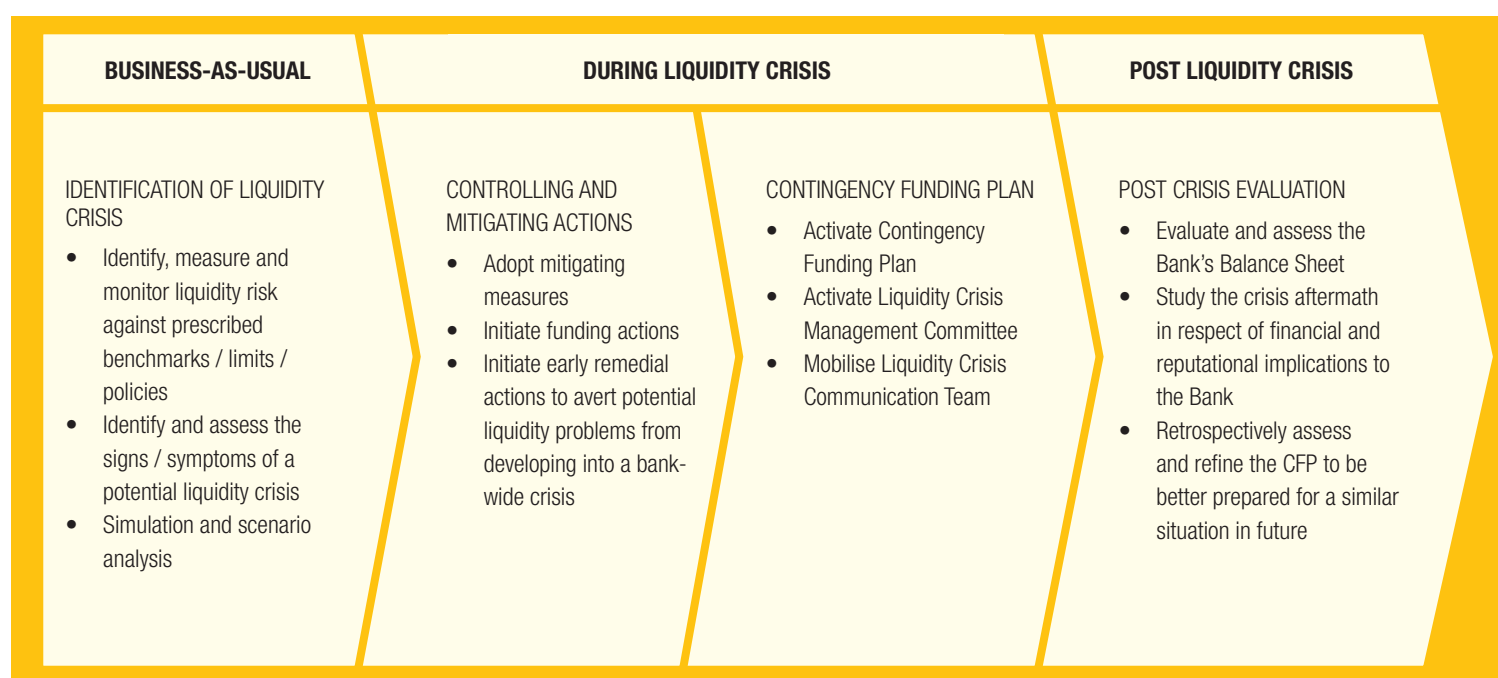 BUSINESS-AS-USUAL
DURING LIQUIDITY CRISIS
POST LIQUIDITY CRISIS
IDENTIFICATION OF LIQUIDITY
CRISIS
• Identify, measure and
monitor liquidity risk
against prescribed
benchmarks / limits /
policies
• Identify and assess the
signs / symptoms of a
potential liquidity crisis
• Simulation and scenario
analysis
CONTROLLING AND
MITIGATING ACTIONS
• Adopt mitigating
measures
• Initiate funding actions
• Initiate early remedial
actions to avert potential
liquidity problems from
developing into a bank-
wide crisis
CONTINGENCY FUNDING PLAN
• Activate Contingency
Funding Plan
• Activate Liquidity Crisis
Management Committee
• Mobilise Liquidity Crisis
Communication Team
POST CRISIS EVALUATION
• Evaluate and assess the
Bank's Balance Sheet
• Study the crisis aftermath
in respect of financial and
reputational implications to
the Bank
• Retrospectively assess
and refine the CFP to be
better prepared for a similar
situation in future